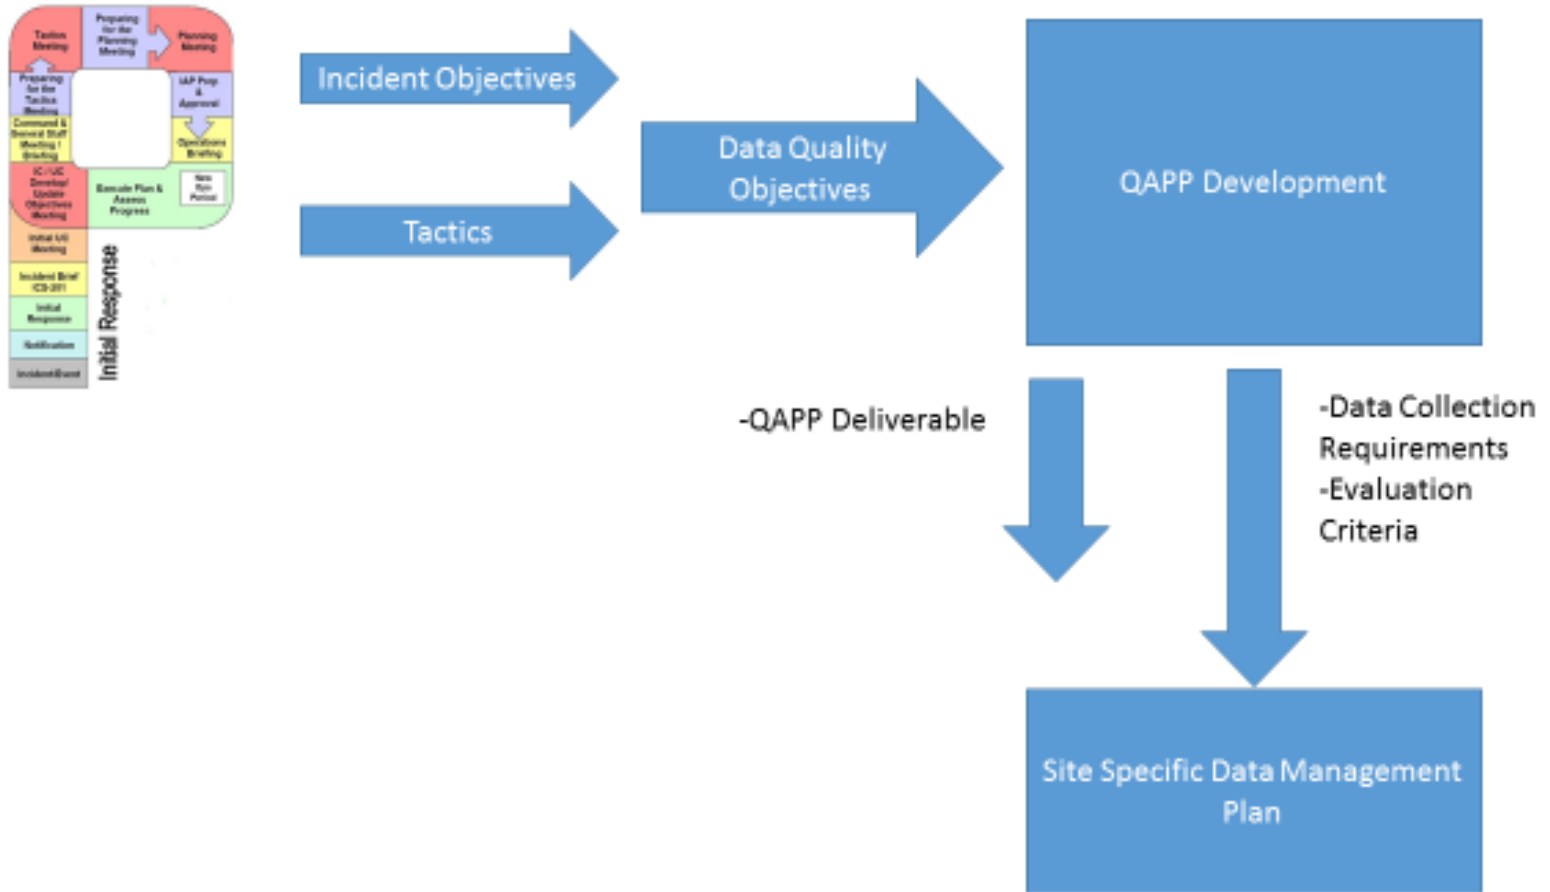 Tactics
Meeting
Preparing
for the
Planning
Meeting
Planning
Meeting
Preparing
for the
Tactics
Meeting
IAP Prep
&
Approval
Command &
General Staff
Meeting /
Briefing
Operations
Briefing
IC / UC
Develop/
Update
Objectives
Meeting
Execute Plan &
Assess
Progress
New
Ops
Period
Initial UC
Meeting
Incident Brief
ICS-201
Initial
Response
Notification
Incident/Event
Initial Response
Incident Objectives
Tactics
Data Quality
Objectives
QAPP Development
-QAPP Deliverable
-Data Collection
Requirements
-Evaluation
Criteria
Site Specific Data Management
Plan